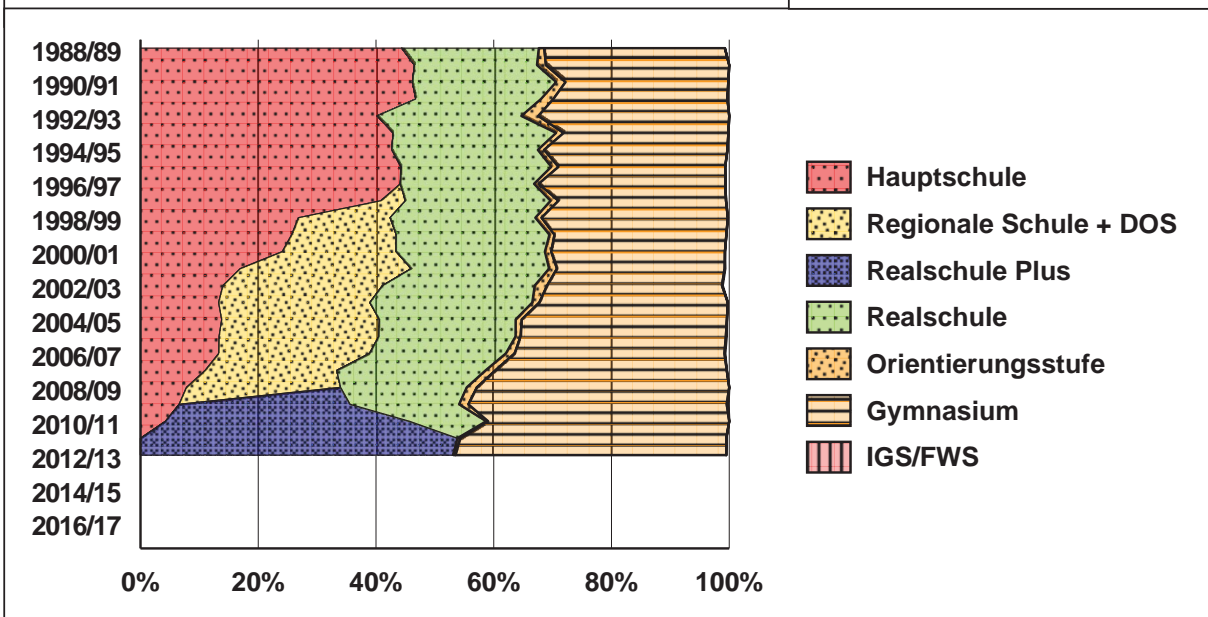 1988/89
1990/91
1992/93
1994/95
1996/97
1998/99
2000/01
2002/03
2004/05
2006/07
2008/09
2010/11
2012/13
2014/15
2016/17
0% 20% 40% 60% 80% 100%
Hauptschule
Regionale Schule + DOS
Realschule Plus
Realschule
Orientierungsstufe
Gymnasium
IGS/FWS